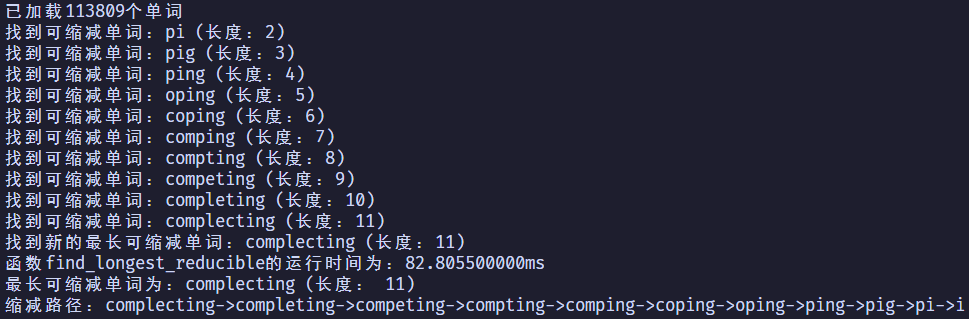 已加载113809个单词
找到可缩减单词：pi（长度：2）
找到可缩减单词：pig（长度：3）
找到可缩减单词：ping（长度：4）
找到可缩减单词：oping（长度：5）
找到可缩减单词：coping（长度：6）
找到可缩减单词：comping（长度：7）
找到可缩减单词：compting（长度：8）
找到可缩减单词：competing（长度：9）
找到可缩减单词：completing（长度：10）
找到可缩减单词：complecting（长度：11）
找到新的最长可缩减单词：complecting（长度：11）
函数find_longest_reducible的运行时间为：82.805500000ms
最长可缩减单词为：complecting（长度： 11）
缩减路径：complecting->completing->competing->compting->comping->coping->oping->ping->pig->pi->i